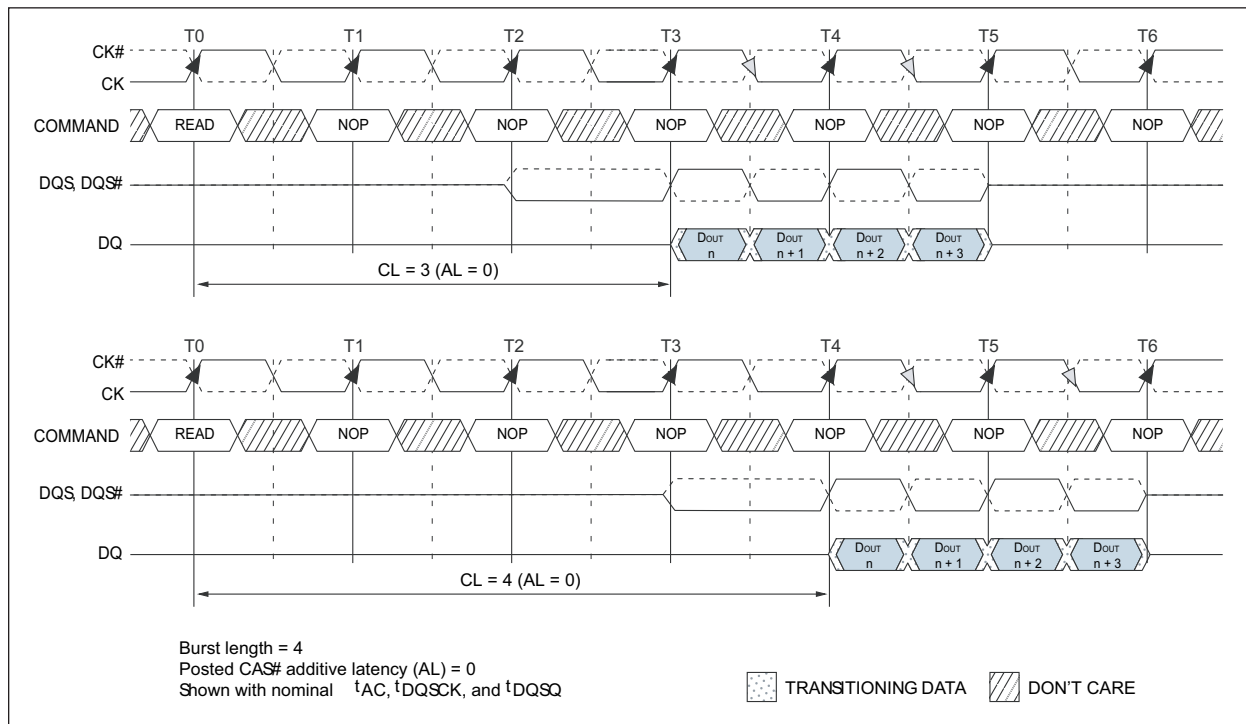 T0 T1 T2 T3 T4 T5 T6
CK#
CK
COMMAND READ NOP NOP NOP NOP NOP NOP
DQS, DQS#
DQ DOUT n DOUT n + 1 DOUT n + 2 DOUT n + 3
CL = 3 (AL = 0)
T0 T1 T2 T3 T4 T5 T6
CK#
CK
COMMAND READ NOP NOP NOP NOP NOP NOP
DQS, DQS#
DQ DOUT n DOUT n + 1 DOUT n + 2 DOUT n + 3
CL = 4 (AL = 0)
Burst length = 4
Posted CAS# additive latency (AL) = 0
Shown with nominal tAC, tDQSCK, and tDQSQ
TRANSITIONING DATA DON'T CARE